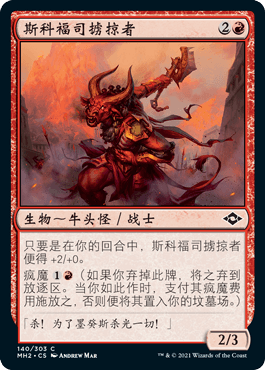 斯科福司掳掠者 2
生物～牛头怪 / 战士
只要是在你的回合中，斯科福司掳掠者
便得 +2/+0。
疯魔 1 （如果你弃掉此牌，将之弃到
放逐区。当你如此作时，支付其疯魔费
用施放之，否则便将其置入你的坟墓场。）
「杀！为了墨癸斯杀光一切！」
2/3
140/303 C
MH2 • CS ANDREW MAR
™ & © 2021 Wizards of the Coast